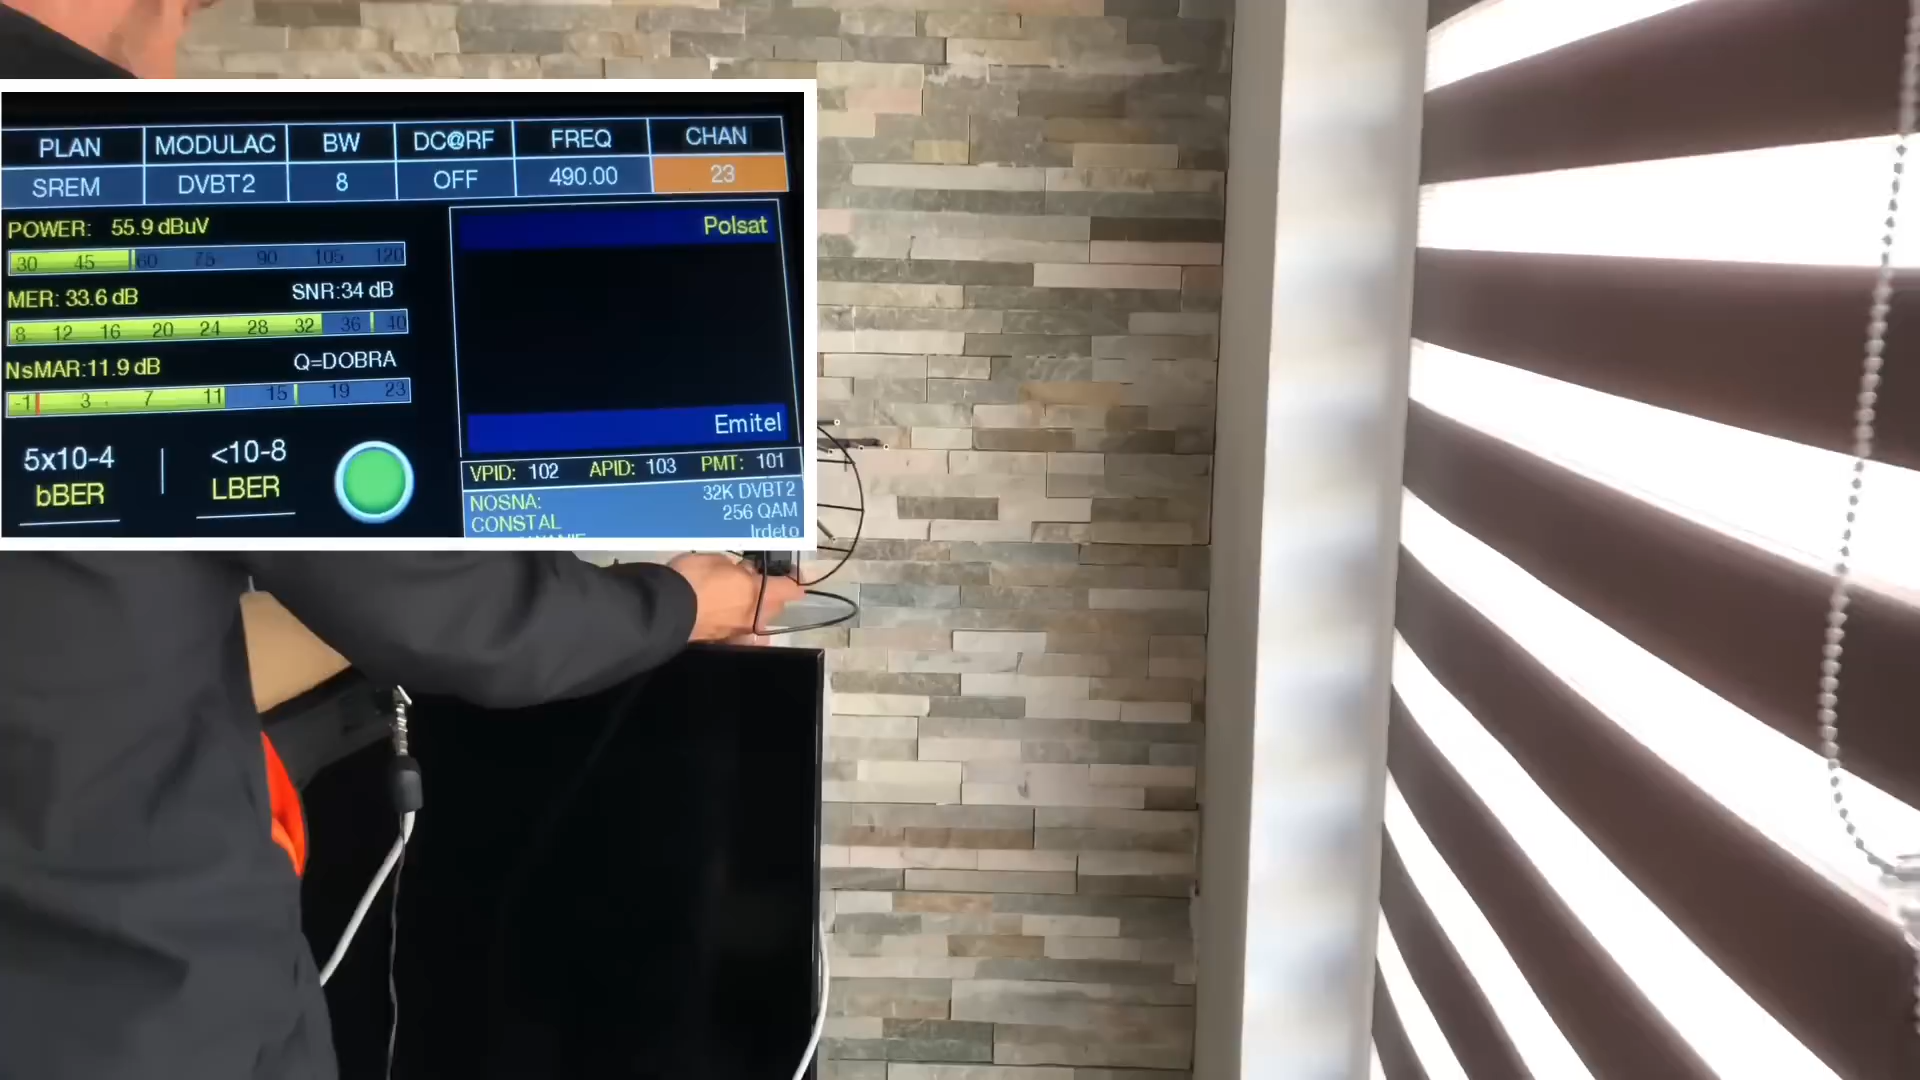 PLAN MODULAC BW DC@RF FREQ CHAN
SREM DVBT2 8 OFF 490.00 23
POWER: 55.9 dBuV
30 45 60 75 90 105 120
MER: 33.6 dB SNR:34 dB
8 12 16 20 24 28 32 36 40
NsMAR:11.9 dB Q=DOBRA
-1 3 7 11 15 19 23
5x10-4 <10-8
bBER LBER
Polsat
Emitel
VPID: 102 APID: 103 PMT: 101
NOSNA: 32K DVBT2
CONSTAL 256 QAM
Irdeto